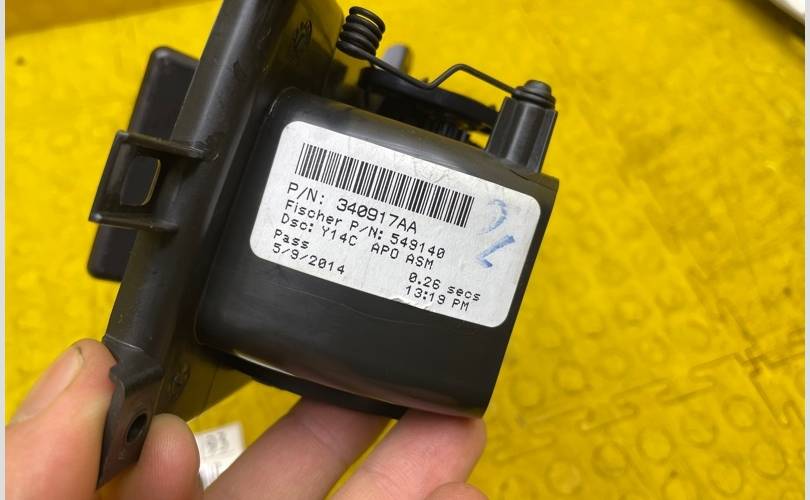 P/N: 340917AA
Fischer P/N: 549140
Dsc: Y14C APO ASM
Pass 0.26 secs
5/9/2014 13:19 PM